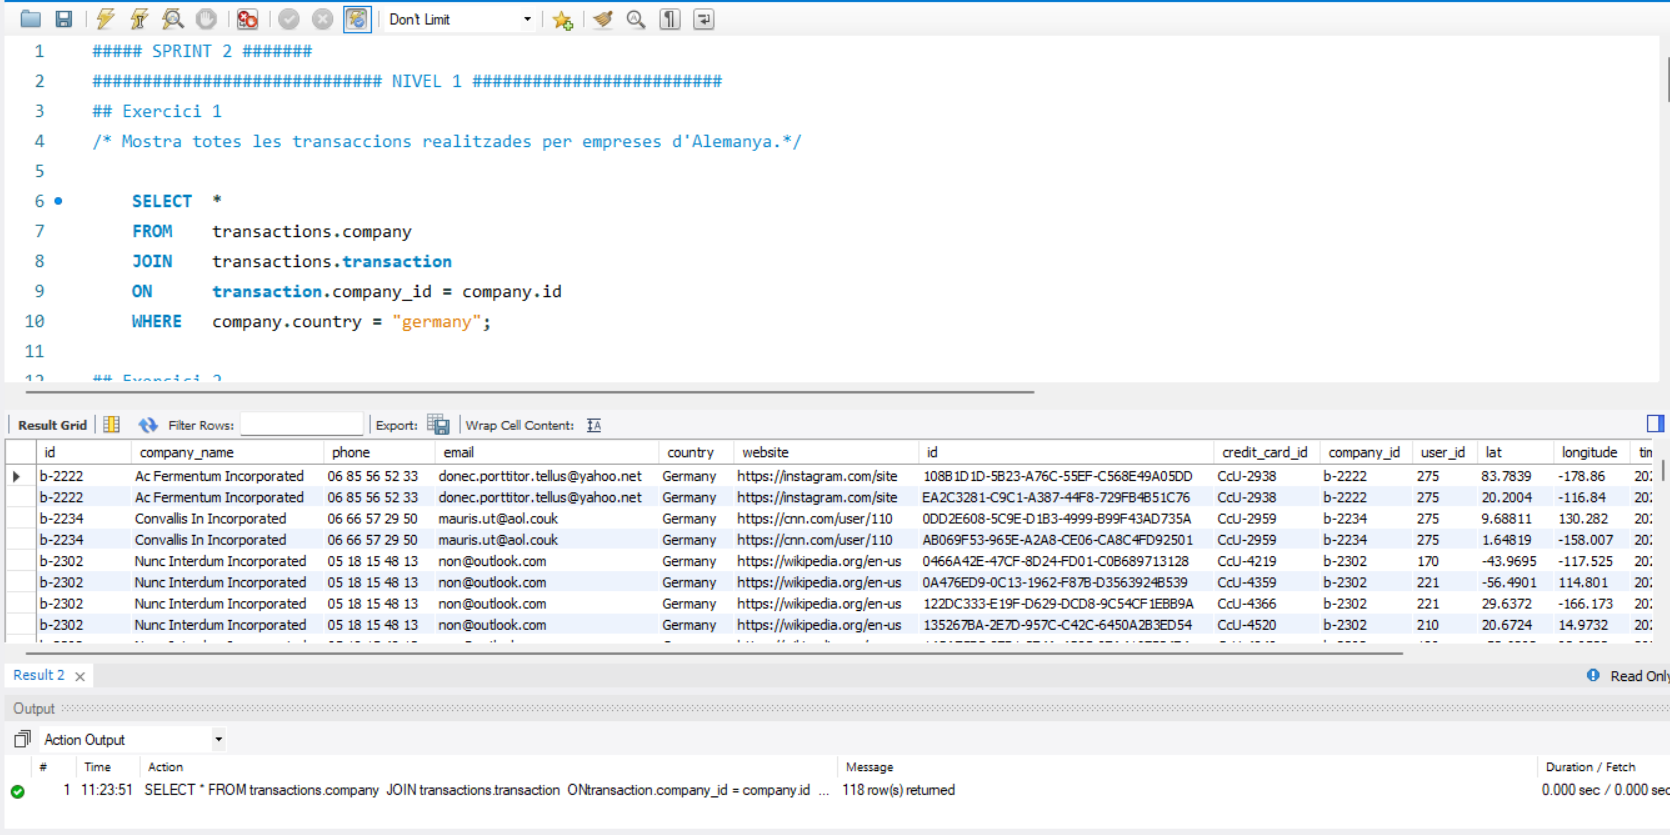 Don't Limit
1 ##### SPRINT 2 #######
2 ############################# NIVEL 1 #########################
3 ## Exercici 1
4 /* Mostra totes les transaccions realitzades per empreses d'Alemanya.*/
5
6 SELECT *
7 FROM transactions.company
8 JOIN transactions.transaction
9 ON transaction.company_id = company.id
10 WHERE company.country = "germany";
11
12 ## Exercici 2
Result Grid Filter Rows: Export: Wrap Cell Content:
id company_name phone email country website id credit_card_id company_id user_id lat longitude
b-2222 Ac Fermentum Incorporated 06 85 56 52 33 donec.porttitor.tellus@yahoo.net Germany https://instagram.com/site 108B1D1D-5B23-A76C-55EF-C568E49A05DD CcU-2938 b-2222 275 83.7839 -178.86
b-2222 Ac Fermentum Incorporated 06 85 56 52 33 donec.porttitor.tellus@yahoo.net Germany https://instagram.com/site EA2C3281-C9C1-A387-44F8-729FB4B51C76 CcU-2938 b-2222 275 20.2004 -116.84
b-2234 Convallis In Incorporated 06 66 57 29 50 mauris.ut@aol.couk Germany https://cnn.com/user/110 0DD2E608-5C9E-D1B3-4999-B99F43AD735A CcU-2959 b-2234 275 9.68811 130.282
b-2234 Convallis In Incorporated 06 66 57 29 50 mauris.ut@aol.couk Germany https://cnn.com/user/110 AB069F53-965E-A2A8-CE06-CA8C4FD92501 CcU-2959 b-2234 275 1.64819 -158.007
b-2302 Nunc Interdum Incorporated 05 18 15 48 13 non@outlook.com Germany https://wikipedia.org/en-us 0466A42E-47CF-8D24-FD01-C0B689713128 CcU-4219 b-2302 170 -43.9695 -117.525
b-2302 Nunc Interdum Incorporated 05 18 15 48 13 non@outlook.com Germany https://wikipedia.org/en-us 0A476ED9-0C13-1962-F87B-D3563924B539 CcU-4359 b-2302 221 -56.4901 114.801
b-2302 Nunc Interdum Incorporated 05 18 15 48 13 non@outlook.com Germany https://wikipedia.org/en-us 122DC333-E19F-D629-DCD8-9C54CF1EBB9A CcU-4366 b-2302 221 29.6372 -166.173
b-2302 Nunc Interdum Incorporated 05 18 15 48 13 non@outlook.com Germany https://wikipedia.org/en-us 135267BA-2E7D-957C-C42C-6450A2B3ED54 CcU-4520 b-2302 210 20.6724 14.9732
Result 2 Read Only
Output
Action Output
# Time Action Message Duration / Fetch
1 11:23:51 SELECT * FROM transactions.company JOIN transactions.transaction ONtransaction.company_id = company.id ... 118 row(s) returned 0.000 sec / 0.000 sec